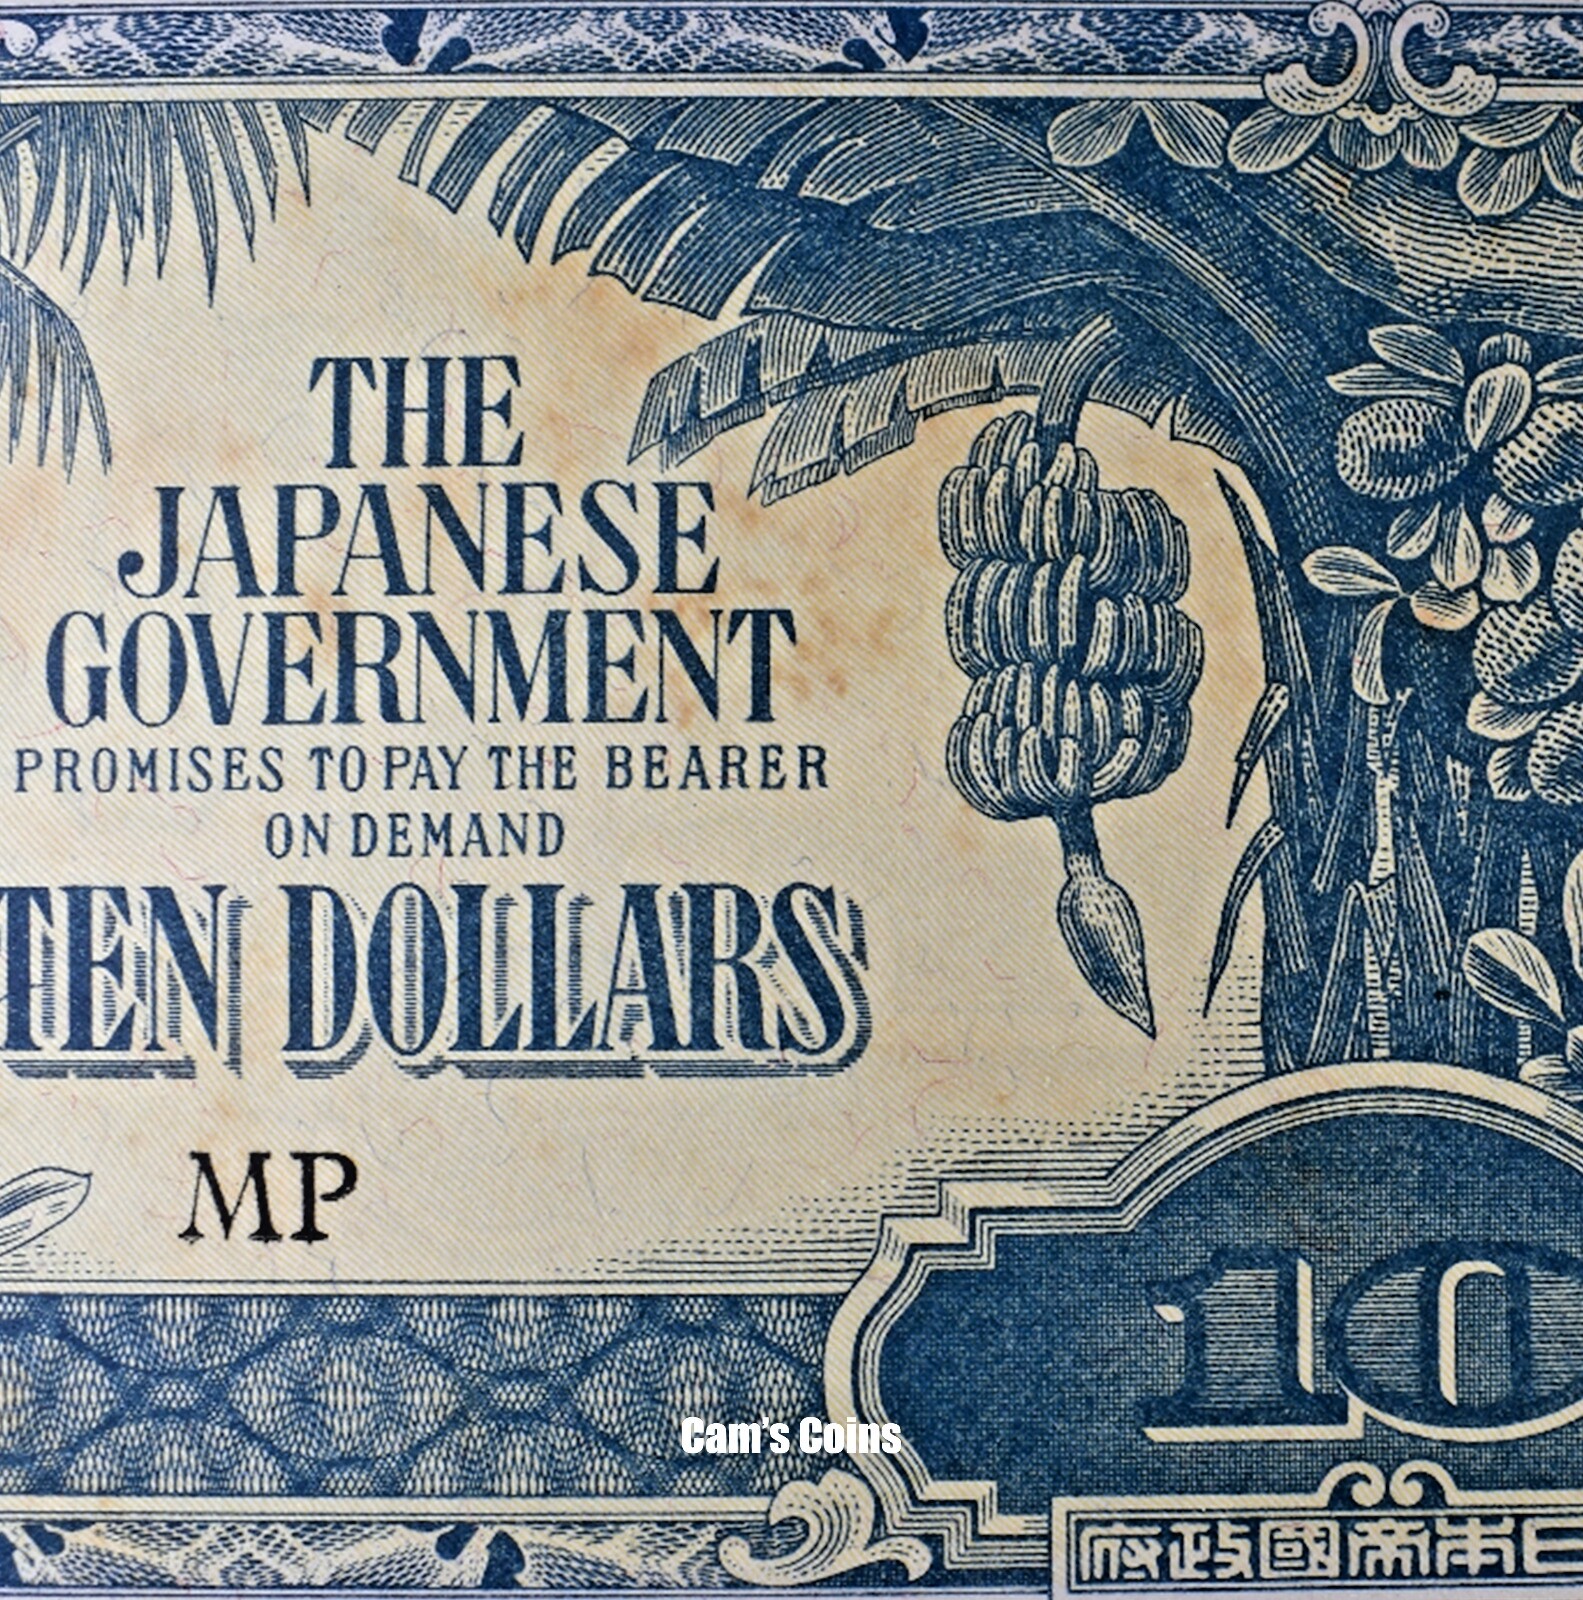 THE
JAPANESE
GOVERNMENT
PROMISES TO PAY THE BEARER
ON DEMAND
TEN DOLLARS
MP
10
Cam's Coins
府政國帝本日